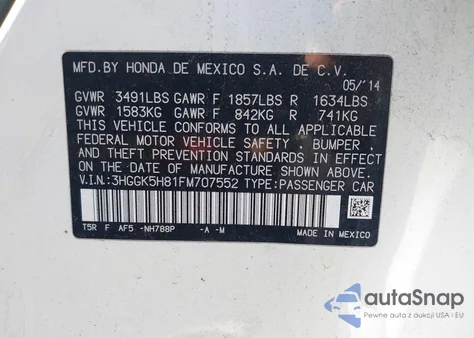 MFD.BY HONDA DE MEXICO S.A. DE C.V.
05/'14
GVWR 3491LBS GAWR F 1857LBS R 1634LBS
GVWR 1583KG GAWR F 842KG R 741KG
THIS VEHICLE CONFORMS TO ALL APPLICABLE
FEDERAL MOTOR VEHICLE SAFETY · BUMPER ·
AND THEFT PREVENTION STANDARDS IN EFFECT
ON THE DATE OF MANUFACTURE SHOWN ABOVE.
V.I.N.:3HGGK5H81FM707552 TYPE:PASSENGER CAR
T5R F AF5 -NH788P -A -M
MADE IN MEXICO
autoSnap
Pewne auta z aukcji USA i EU